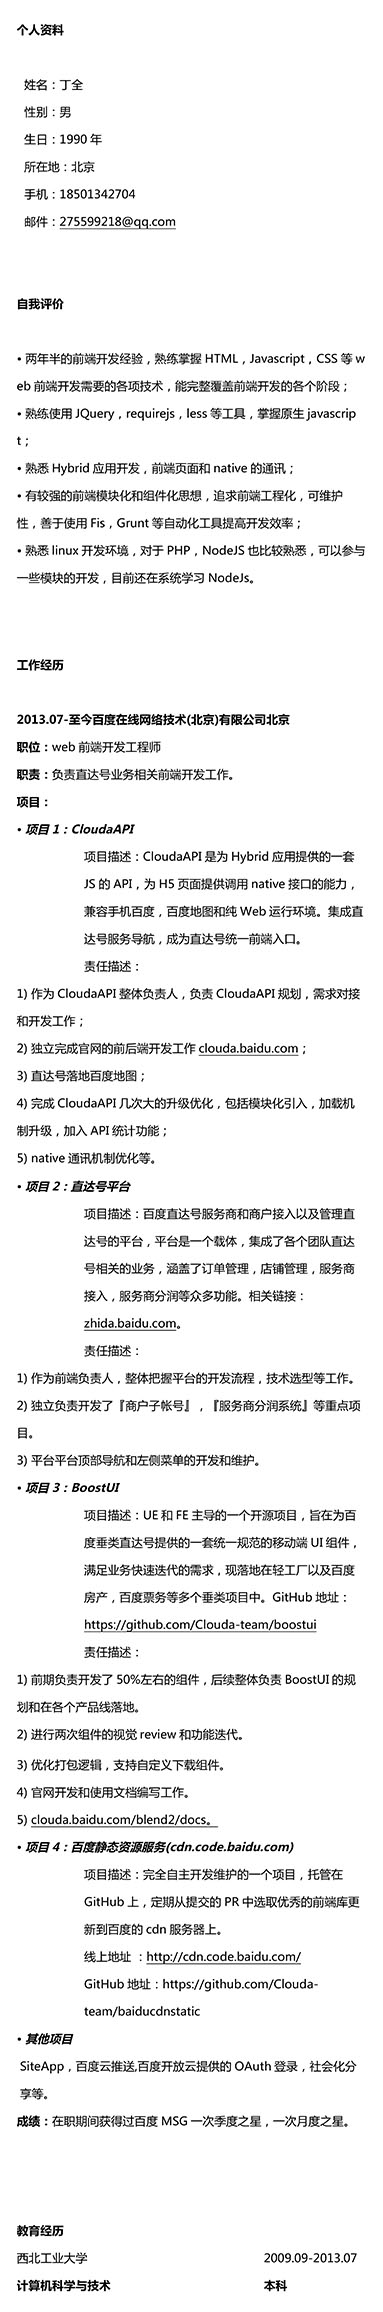 个人资料
姓名：丁全
性别：男
生日：1990 年
所在地：北京
手机：18501342704
邮件：275599218@qq.com
自我评价
• 两年半的前端开发经验，熟练掌握 HTML，Javascript，CSS 等 w
eb 前端开发需要的各项技术，能完整覆盖前端开发的各个阶段；
• 熟练使用 JQuery，requirejs，less 等工具，掌握原生 javascrip
t；
• 熟悉 Hybrid 应用开发，前端页面和 native 的通讯；
• 有较强的前端模块化和组件化思想，追求前端工程化，可维护
性，善于使用 Fis，Grunt 等自动化工具提高开发效率；
• 熟悉 linux 开发环境，对于 PHP，NodeJS 也比较熟悉，可以参与
一些模块的开发，目前还在系统学习 NodeJs。
工作经历
2013.07-至今百度在线网络技术(北京)有限公司北京
职位：web 前端开发工程师
职责：负责直达号业务相关前端开发工作。
项目：
• 项目 1：CloudaAPI
项目描述：CloudaAPI 是为 Hybrid 应用提供的一套
JS 的 API，为 H5 页面提供调用 native 接口的能力，
兼容手机百度，百度地图和纯 Web 运行环境。集成直
达号服务导航，成为直达号统一前端入口。
责任描述：
1) 作为 CloudaAPI 整体负责人，负责 CloudaAPI 规划，需求对接
和开发工作；
2) 独立完成官网的前后端开发工作 clouda.baidu.com；
3) 直达号落地百度地图；
4) 完成 CloudaAPI 几次大的升级优化，包括模块化引入，加载机
制升级，加入 API 统计功能；
5) native 通讯机制优化等。
• 项目 2：直达号平台
项目描述：百度直达号服务商和商户接入以及管理直
达号的平台，平台是一个载体，集成了各个团队直达
号相关的业务，涵盖了订单管理，店铺管理，服务商
接入，服务商分润等众多功能。相关链接：
zhida.baidu.com。
责任描述：
1) 作为前端负责人，整体把握平台的开发流程，技术选型等工作。
2) 独立负责开发了『商户子帐号』，『服务商分润系统』等重点项
目。
3) 平台平台顶部导航和左侧菜单的开发和维护。
• 项目 3：BoostUI
项目描述：UE 和 FE 主导的一个开源项目，旨在为百
度垂类直达号提供的一套统一规范的移动端 UI 组件，
满足业务快速迭代的需求，现落地在轻工厂以及百度
房产，百度票务等多个垂类项目中。GitHub 地址：
https://github.com/Clouda-team/boostui
责任描述：
1) 前期负责开发了 50%左右的组件，后续整体负责 BoostUI 的规
划和在各个产品线落地。
2) 进行两次组件的视觉 review 和功能迭代。
3) 优化打包逻辑，支持自定义下载组件。
4) 官网开发和使用文档编写工作。
5) clouda.baidu.com/blend2/docs。
• 项目 4：百度静态资源服务(cdn.code.baidu.com)
项目描述：完全自主开发维护的一个项目，托管在
GitHub 上，定期从提交的 PR 中选取优秀的前端库更
新到百度的 cdn 服务器上。
线上地址 ：http://cdn.code.baidu.com/
GitHub 地址：https://github.com/Clouda-
team/baiducdnstatic
• 其他项目
SiteApp，百度云推送,百度开放云提供的 OAuth 登录，社会化分
享等。
成绩：在职期间获得过百度 MSG 一次季度之星，一次月度之星。
教育经历
西北工业大学 2009.09-2013.07
计算机科学与技术 本科